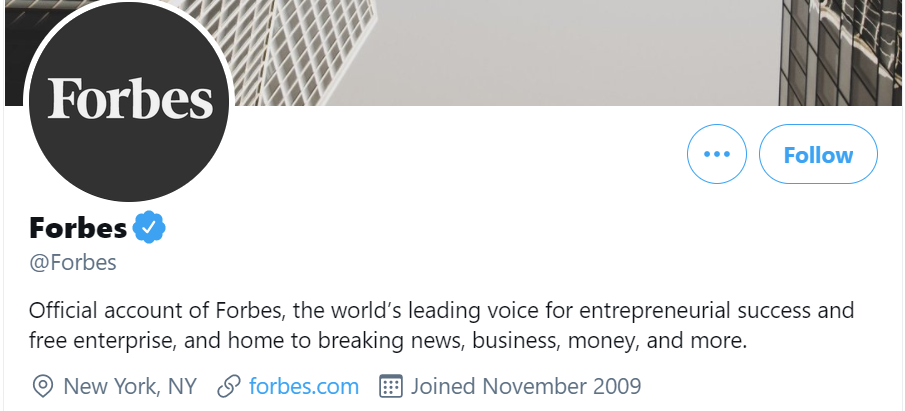 Forbes
Follow
Forbes
@Forbes
Official account of Forbes, the world’s leading voice for entrepreneurial success and
free enterprise, and home to breaking news, business, money, and more.
New York, NY forbes.com Joined November 2009